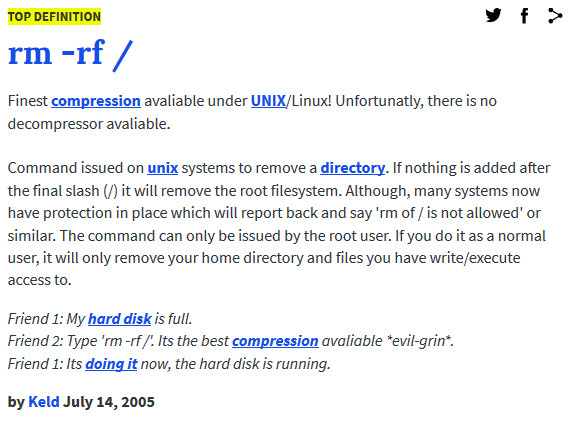 TOP DEFINITION
rm -rf /
Finest compression avaliable under UNIX/Linux! Unfortunatly, there is no
decompressor avaliable.
Command issued on unix systems to remove a directory. If nothing is added after
the final slash (/) it will remove the root filesystem. Although, many systems now
have protection in place which will report back and say 'rm of / is not allowed' or
similar. The command can only be issued by the root user. If you do it as a normal
user, it will only remove your home directory and files you have write/execute
access to.
Friend 1: My hard disk is full.
Friend 2: Type 'rm -rf /'. Its the best compression avaliable *evil-grin*.
Friend 1: Its doing it now, the hard disk is running.
by Keld July 14, 2005